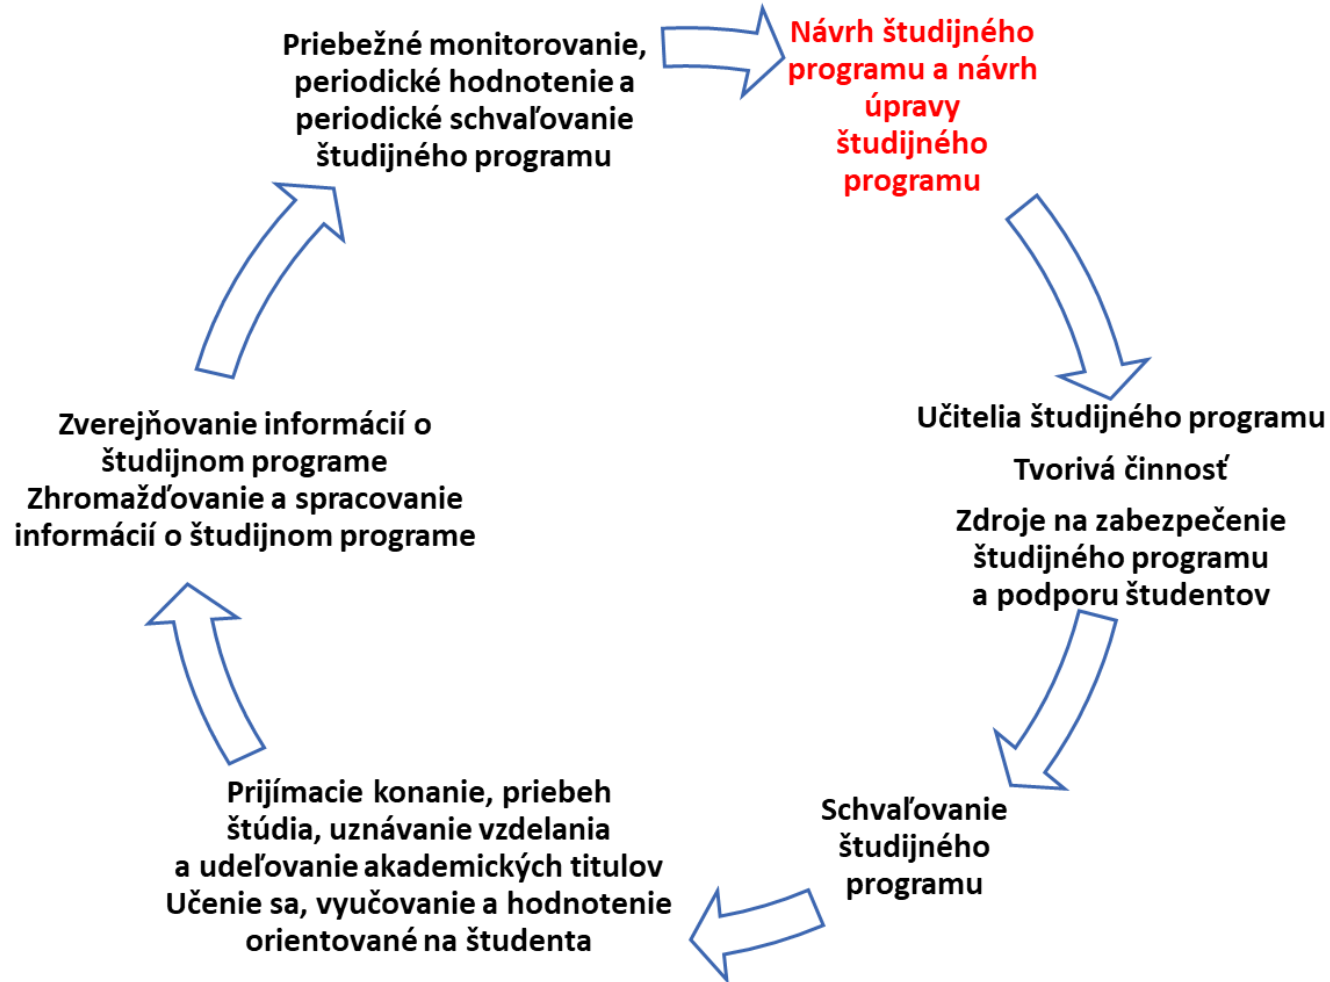 Priebežné monitorovanie,
periodické hodnotenie a
periodické schvaľovanie
študijného programu
Návrh študijného
programu a návrh
úpravy
študijného
programu
Učitelia študijného programu
Tvorivá činnosť
Zdroje na zabezpečenie
študijného programu
a podporu študentov
Schvaľovanie
študijného
programu
Prijímacie konanie, priebeh
štúdia, uznávanie vzdelania
a udeľovanie akademických titulov
Učenie sa, vyučovanie a hodnotenie
orientované na študenta
Zverejňovanie informácií o
študijnom programe
Zhromažďovanie a spracovanie
informácií o študijnom programe